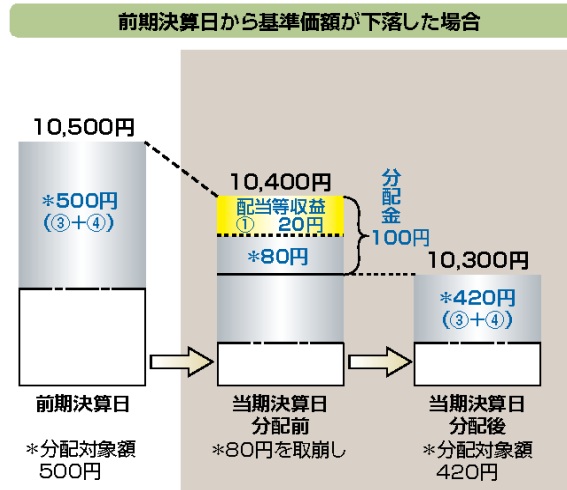 前期決算日から基準価額が下落した場合
10,500円
*500円
(③+④)
10,400円
配当等収益
① 20円
*80円
分配金
100円
10,300円
*420円
(③+④)
前期決算日
*分配対象額
500円
当期決算日
分配前
*80円を取崩し
当期決算日
分配後
*分配対象額
420円